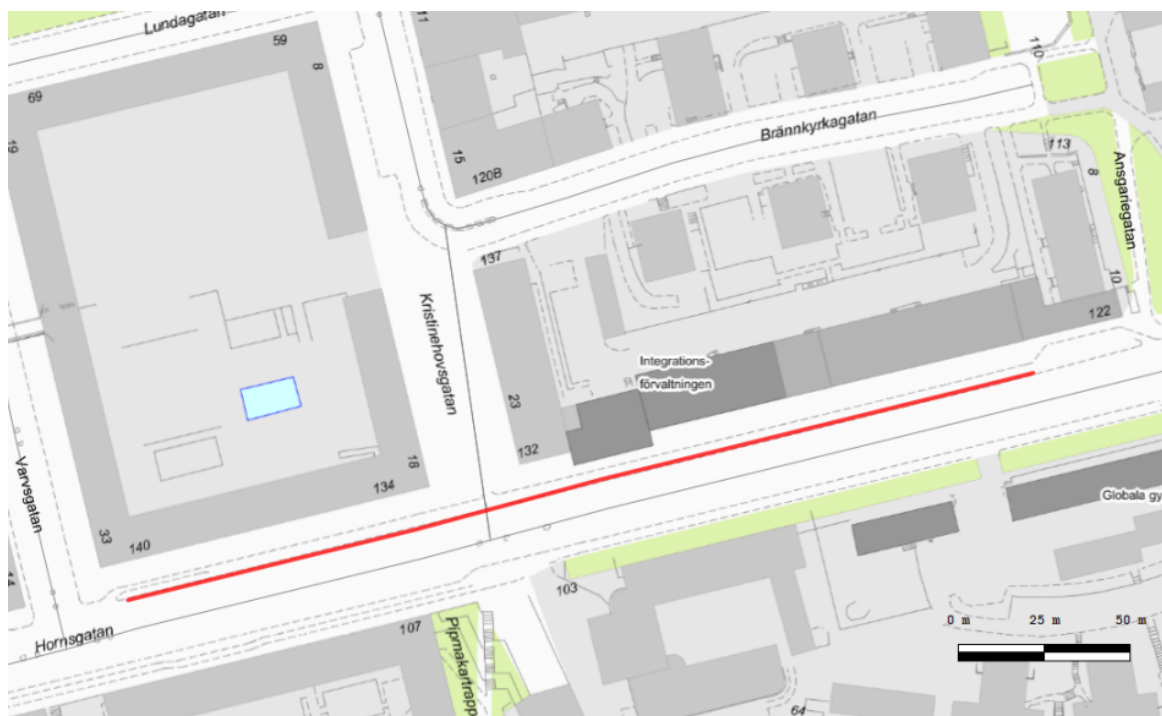 Lundagatan
59
8
11
110
69
19
Brännkyrkagatan
15
120B
113
8
Ansgariegatan
137
10
Kristinehovsgatan
122
Integrations-
förvaltningen
23
132
18
134
Varvsgatan
33
140
14
Globala gy
103
Hornsgatan
107
Pipmakartrapp
0 m 25 m 50 m
64